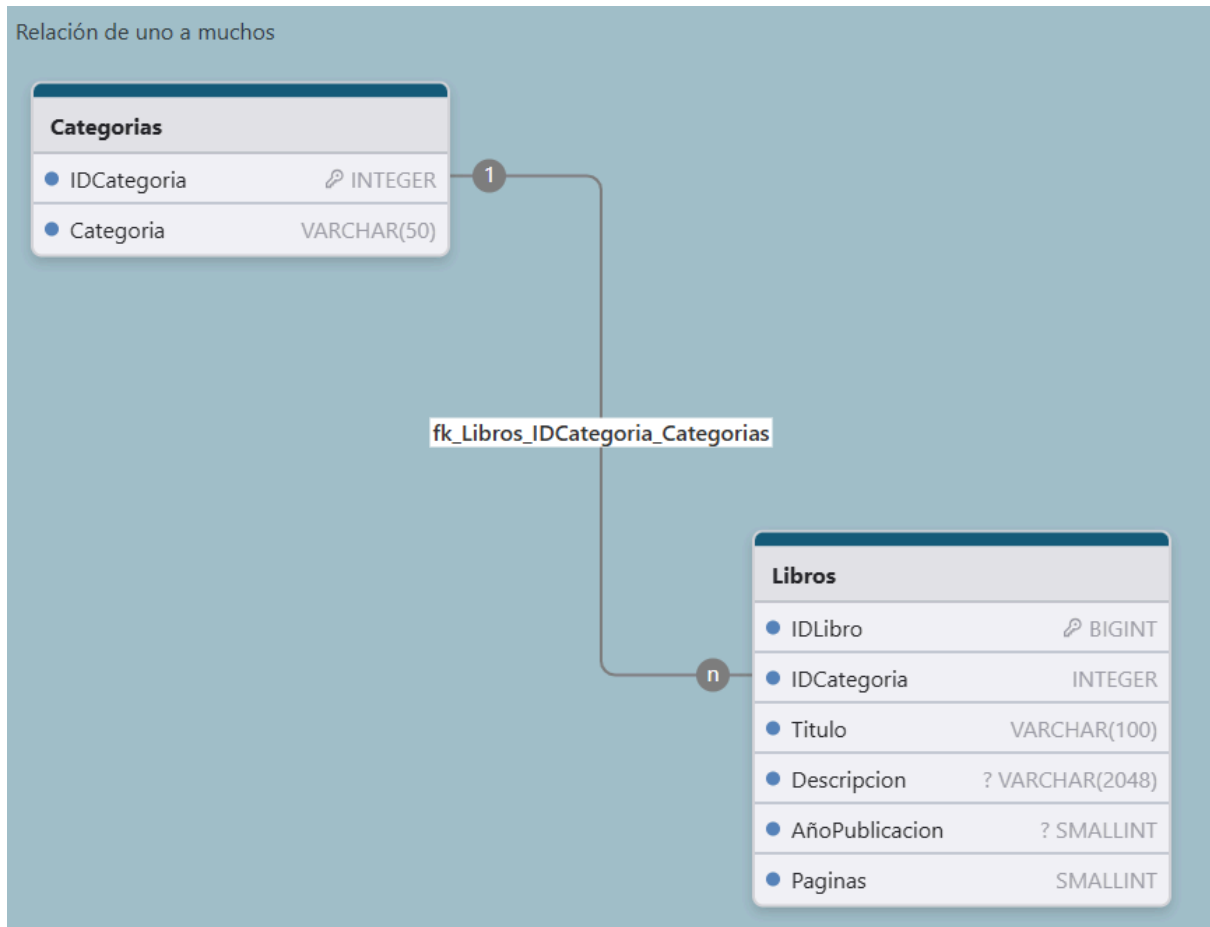 Relación de uno a muchos
Categorias
IDCategoria INTEGER
Categoria VARCHAR(50)
1
fk_Libros_IDCategoria_Categorias
n
Libros
IDLibro BIGINT
IDCategoria INTEGER
Titulo VARCHAR(100)
Descripcion ? VARCHAR(2048)
AñoPublicacion ? SMALLINT
Paginas SMALLINT